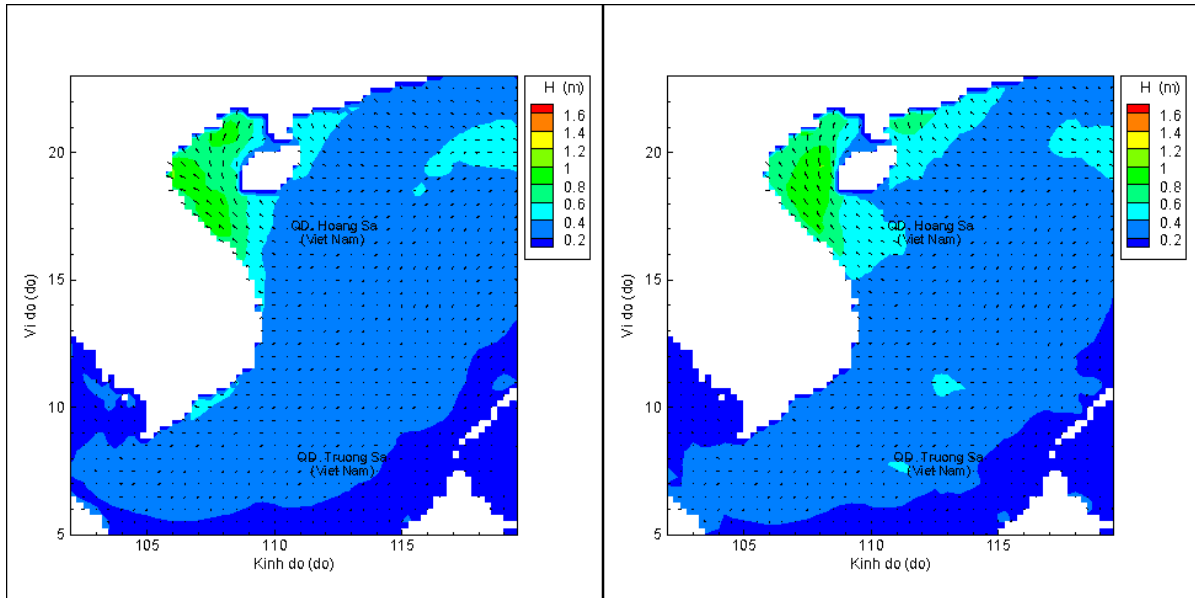 H (m)
1.6
1.4
1.2
1
0.8
0.6
0.4
0.2
20
15
10
5
Vi do (do)
QD. Hoang Sa
(Viet Nam)
QD. Truong Sa
(Viet Nam)
105
110
115
Kinh do (do)
H (m)
1.6
1.4
1.2
1
0.8
0.6
0.4
0.2
20
15
10
5
Vi do (do)
QD. Hoang Sa
(Viet Nam)
QD. Truong Sa
(Viet Nam)
105
110
115
Kinh do (do)